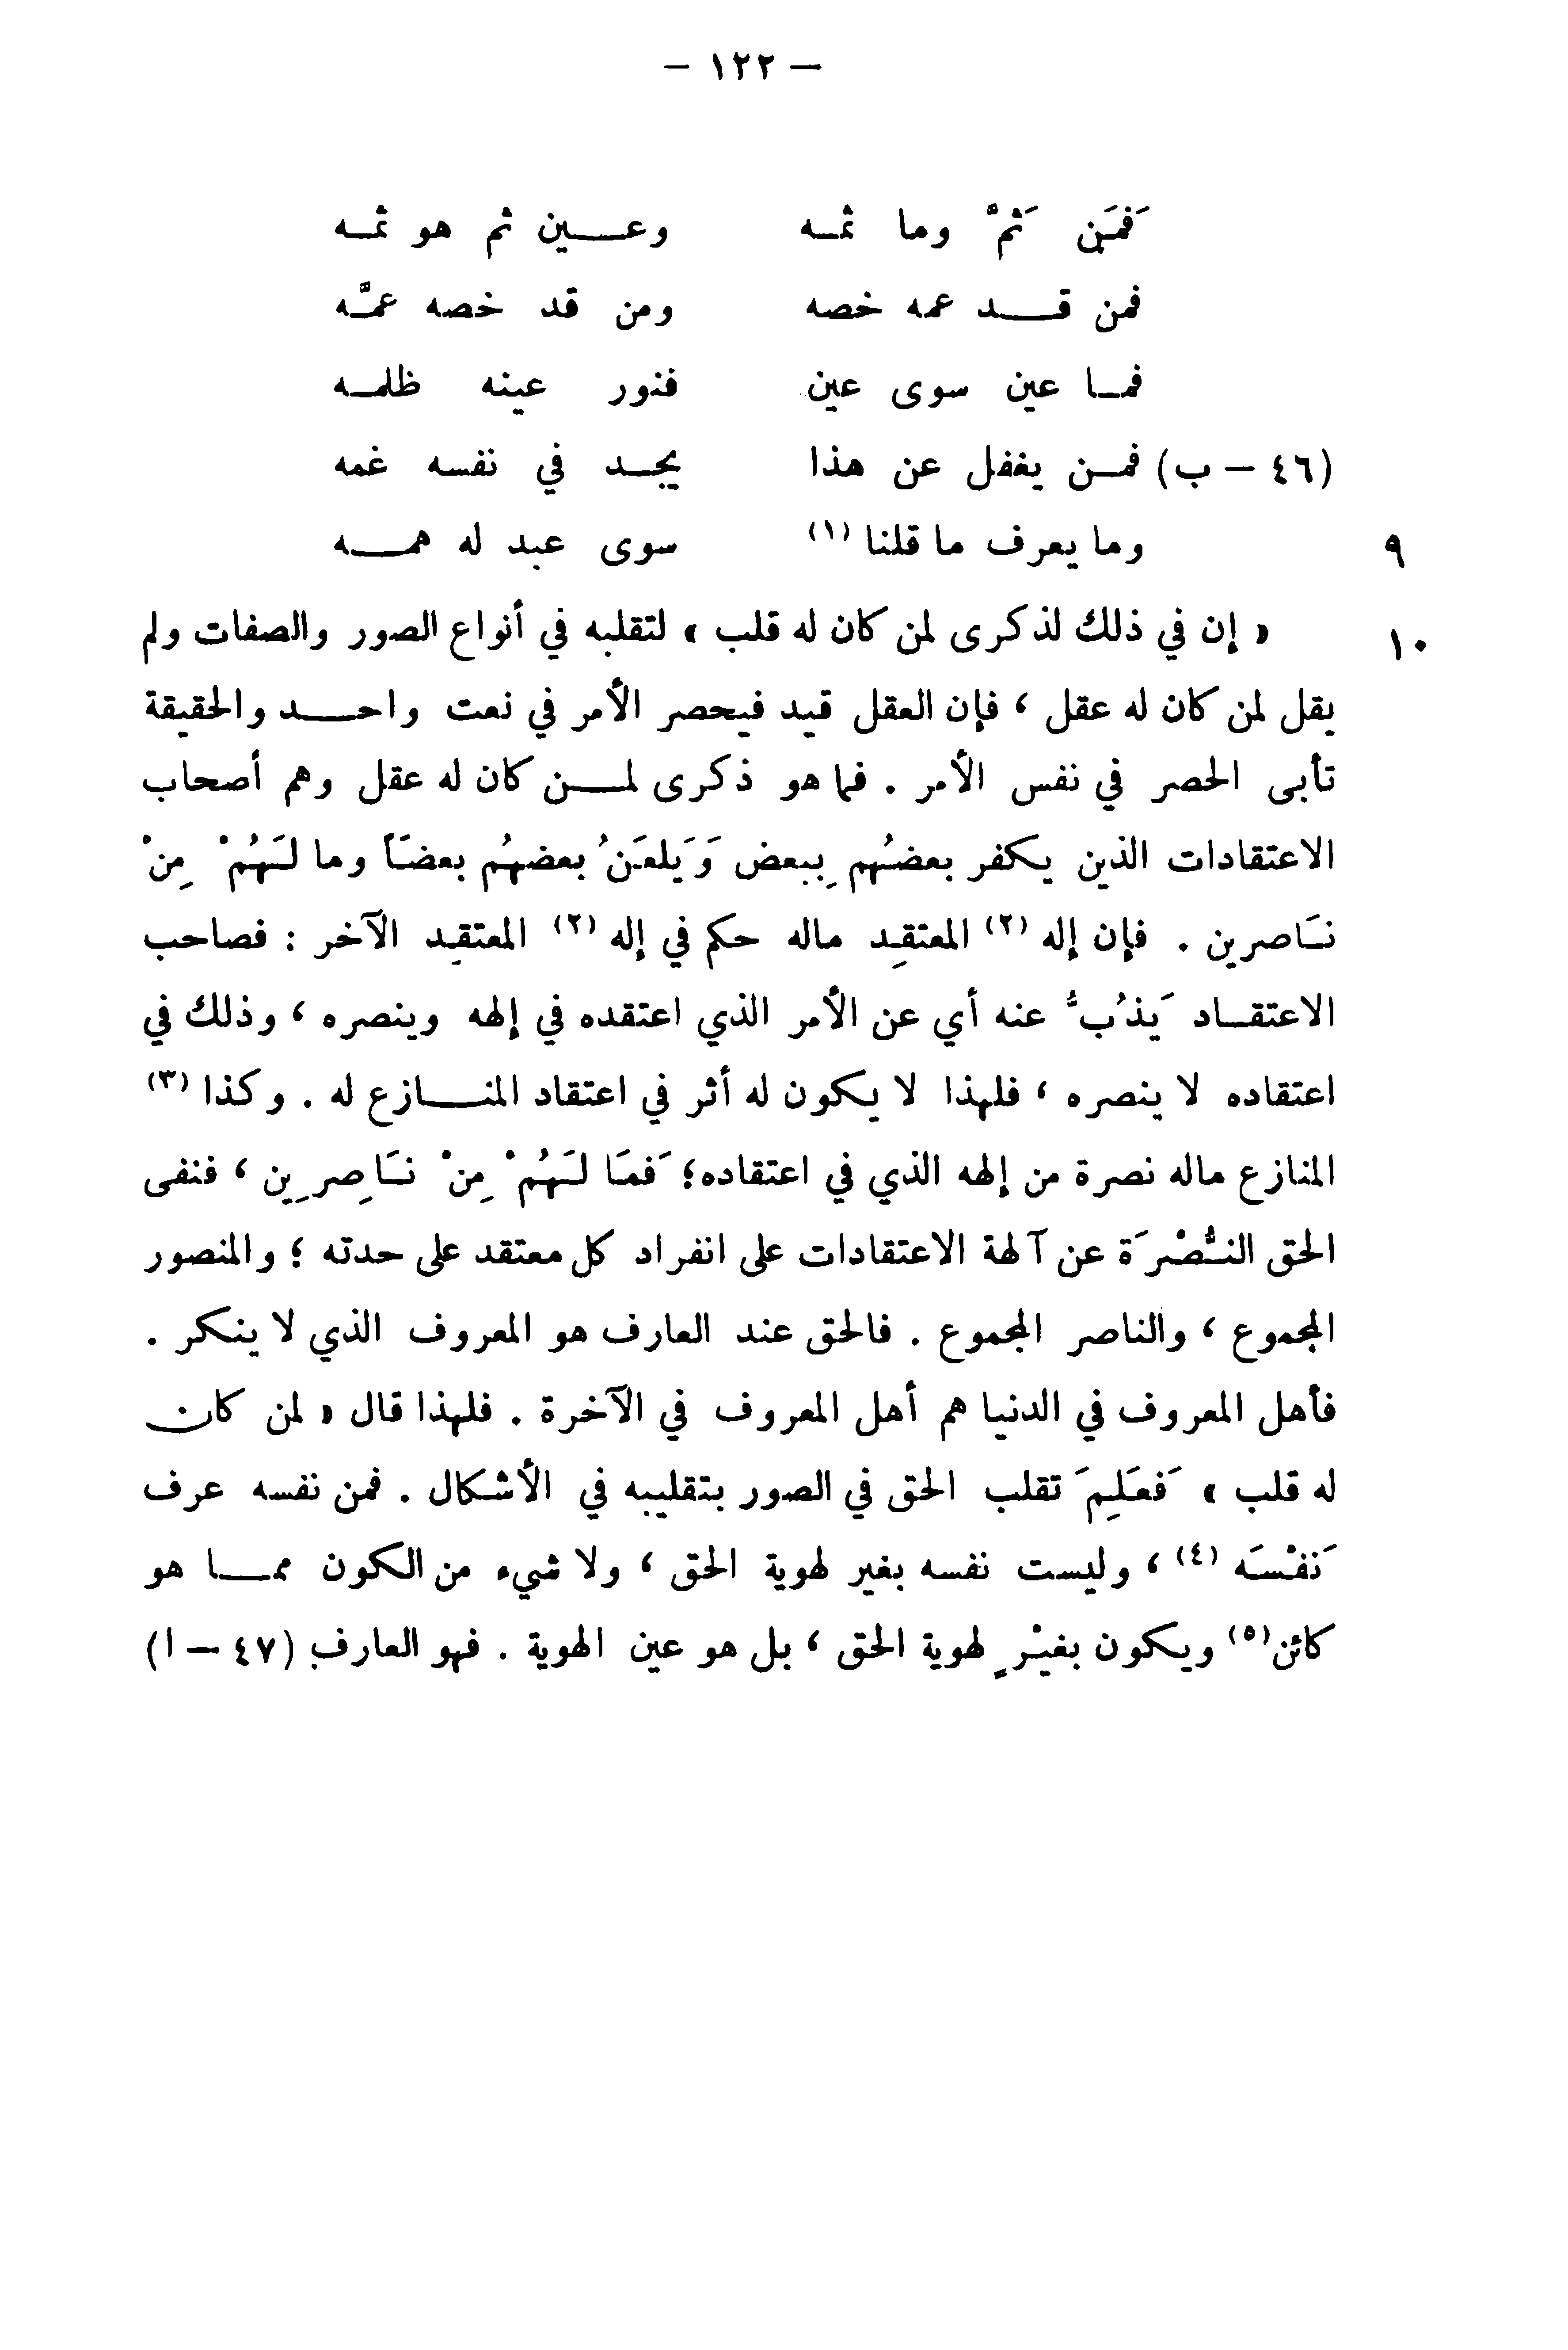 — ١٢٢ —
فَمَن ثَمَّ وما ثمه وعين ثم هو ثمه
فمن قد عمه خصه ومن قد خصه عمَّه
فما عين سوى عين فنور عينه ظلمه
(٤٦ – ب) فمن يغفل عن هذا يجد في نفسه غمه
٩ وما يعرف ما قلنا (١) سوى عبد له همه
١٠ « إن في ذلك لذكرى لمن كان له قلب » لتقلبه في أنواع الصور والصفات ولم
يقل لمن كان له عقل ، فإن العقل قيد فيحصر الأمر في نعت واحد والحقيقة
تأبى الحصر في نفس الأمر . فما هو ذكرى لمن كان له عقل وهم أصحاب
الاعتقادات الذين يكفر بعضُهم بِبعض وَيَلعَنُ بعضهُم بعضَاً وما لَهُمْ مِنْ
نَاصرين . فإن إله (٢) المعتقِد ماله حكم في إله (٢) المعتقِد الآخر : فصاحب
الاعتقاد يَذُبُّ عنه أي عن الأمر الذي اعتقده في إلهه وينصره ، وذلك في
اعتقاده لا ينصره ، فلهذا لا يكون له أثر في اعتقاد المنازع له . وكذا (٣)
المنازع ماله نصرة من إلهه الذي في اعتقاده؛ فَمَا لَهُمْ مِنْ نَاصِرِين ، فنفى
الحق النُّصْرَة عن آلهة الاعتقادات على انفراد كل معتقد على حدته ؛ والمنصور
المجموع ، والناصر المجموع . فالحق عند العارف هو المعروف الذي لا ينكر .
فأهل المعروف في الدنيا هم أهل المعروف في الآخرة . فلهذا قال « لمن كان
له قلب » فَعَلِمَ تقلب الحق في الصور بتقليبه في الأشكال . فمن نفسه عرف
نَفْسَه (٤) ، وليست نفسه بغير لهوية الحق ، ولا شيء من الكون مما هو
كائن(٥) ويكون بغيْرٍ لهوية الحق ، بل هو عين الهوية . فهو العارف (٤٧ – ا)